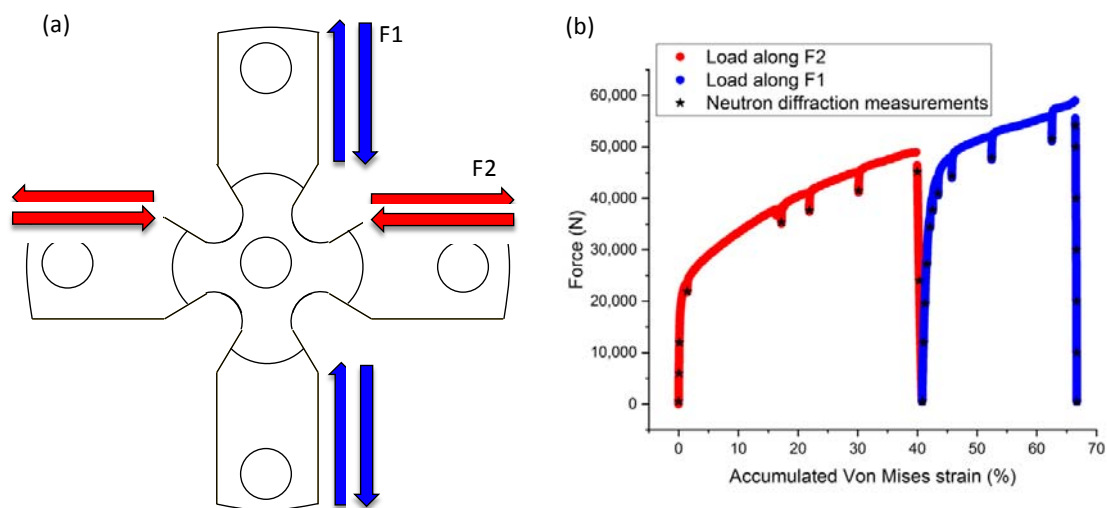 (a)
F1
F2
(b)
Load along F2
Load along F1
Neutron diffraction measurements
Force (N)
60,000
50,000
40,000
30,000
20,000
10,000
0
0 10 20 30 40 50 60 70
Accumulated Von Mises strain (%)